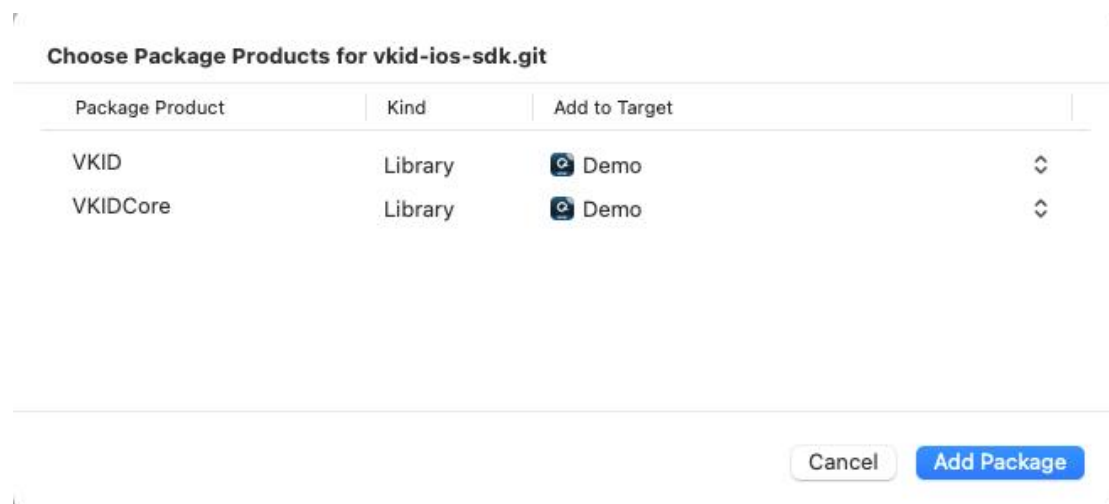 Choose Package Products for vkid-ios-sdk.git
Package Product Kind Add to Target
VKID Library Demo
VKIDCore Library Demo
Cancel Add Package